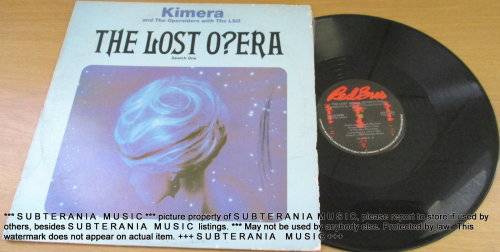 Kimera
and The Operaiders with The LSO
THE LOST O?ERA
Search One
Red Bus
*** S U B T E R A N I A   M U S I C *** picture property of S U B T E R A N I A M U S I C, please report to store if used by
others, besides S U B T E R A N I A   M U S I C listings. *** May not be used by anybody else. Protected by law. This
watermark does not appear on actual item. +++ S U B T E R A N I A   M U S I C +++